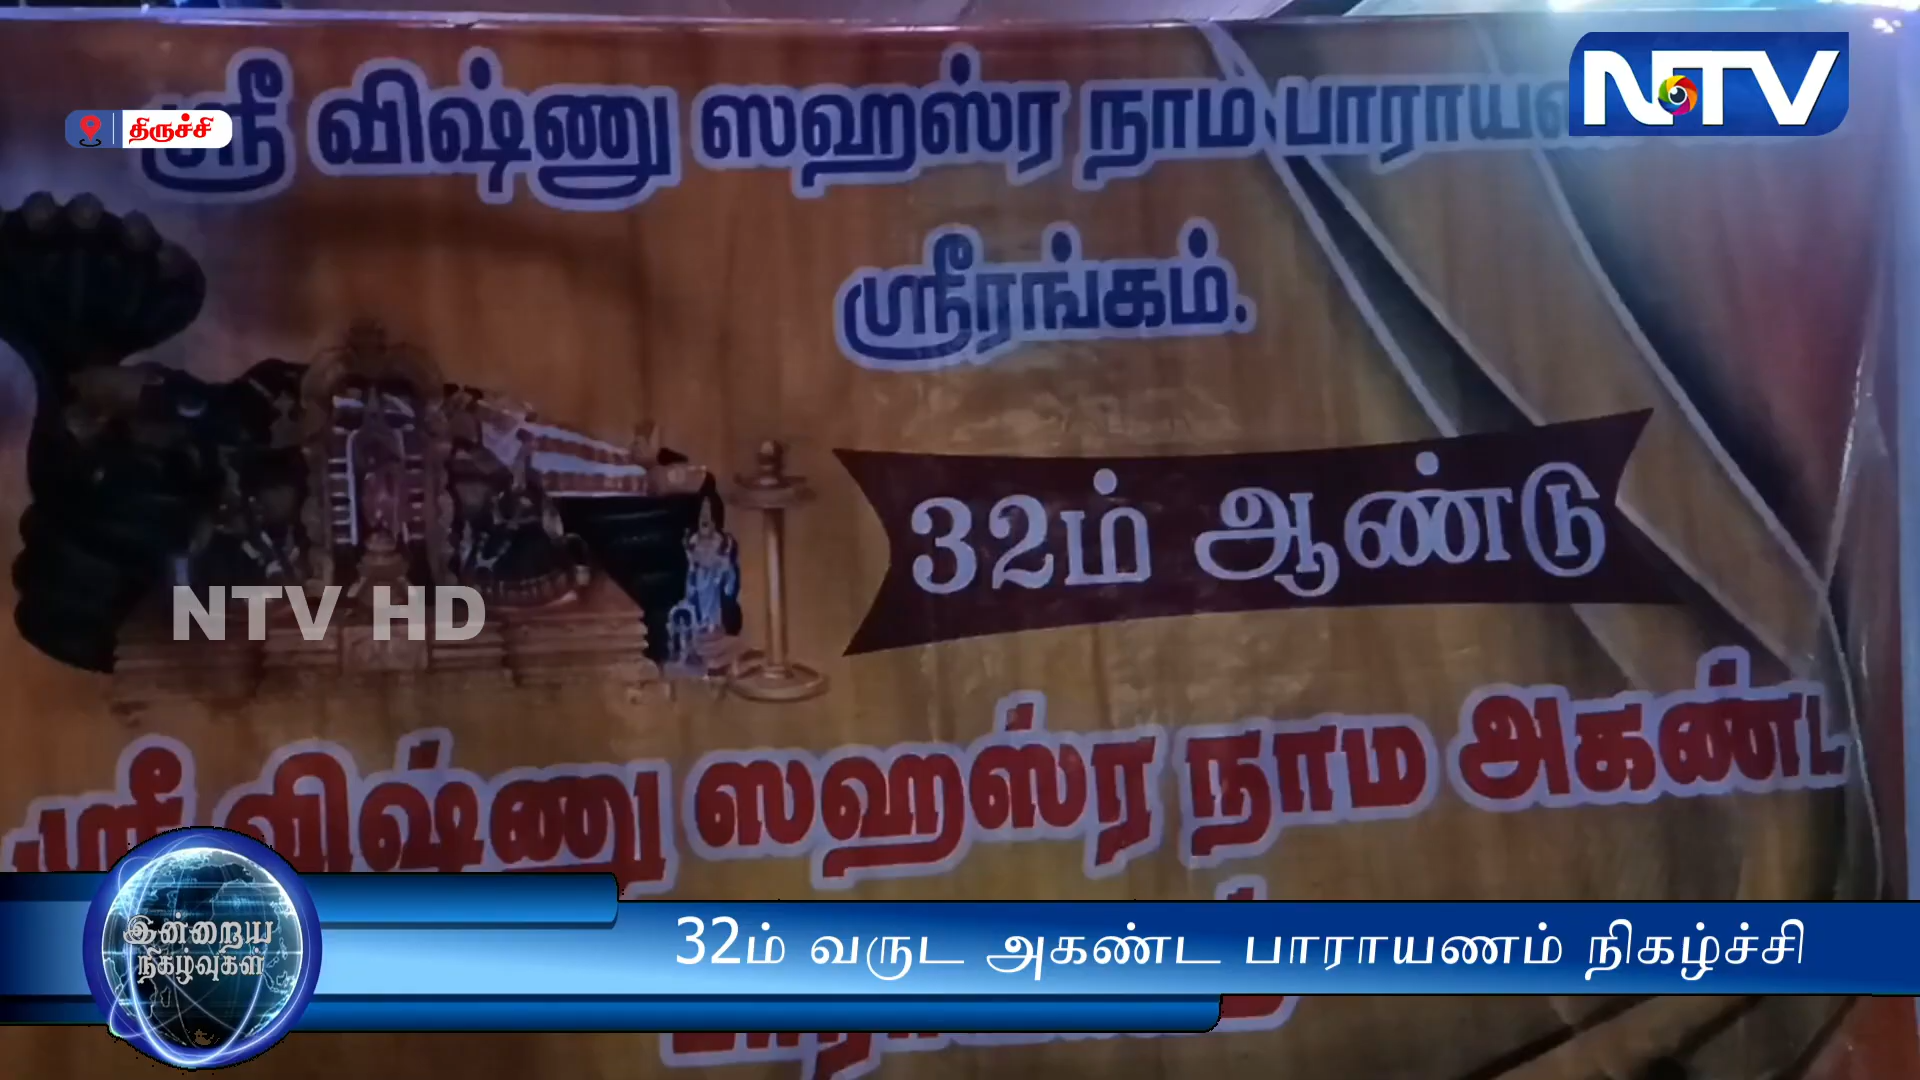 NTV
திருச்சி
ஸ்ரீ விஷ்ணு ஸஹஸ்ர நாம
ஸ்ரீரங்கம்.
32ம் ஆண்டு
NTV HD
ஸ்ரீ விஷ்ணு ஸஹஸ்ர நாம அகண்ட
32ம் வருட அகண்ட பாராயணம் நிகழ்ச்சி
இன்றைய
நிகழ்வுகள்